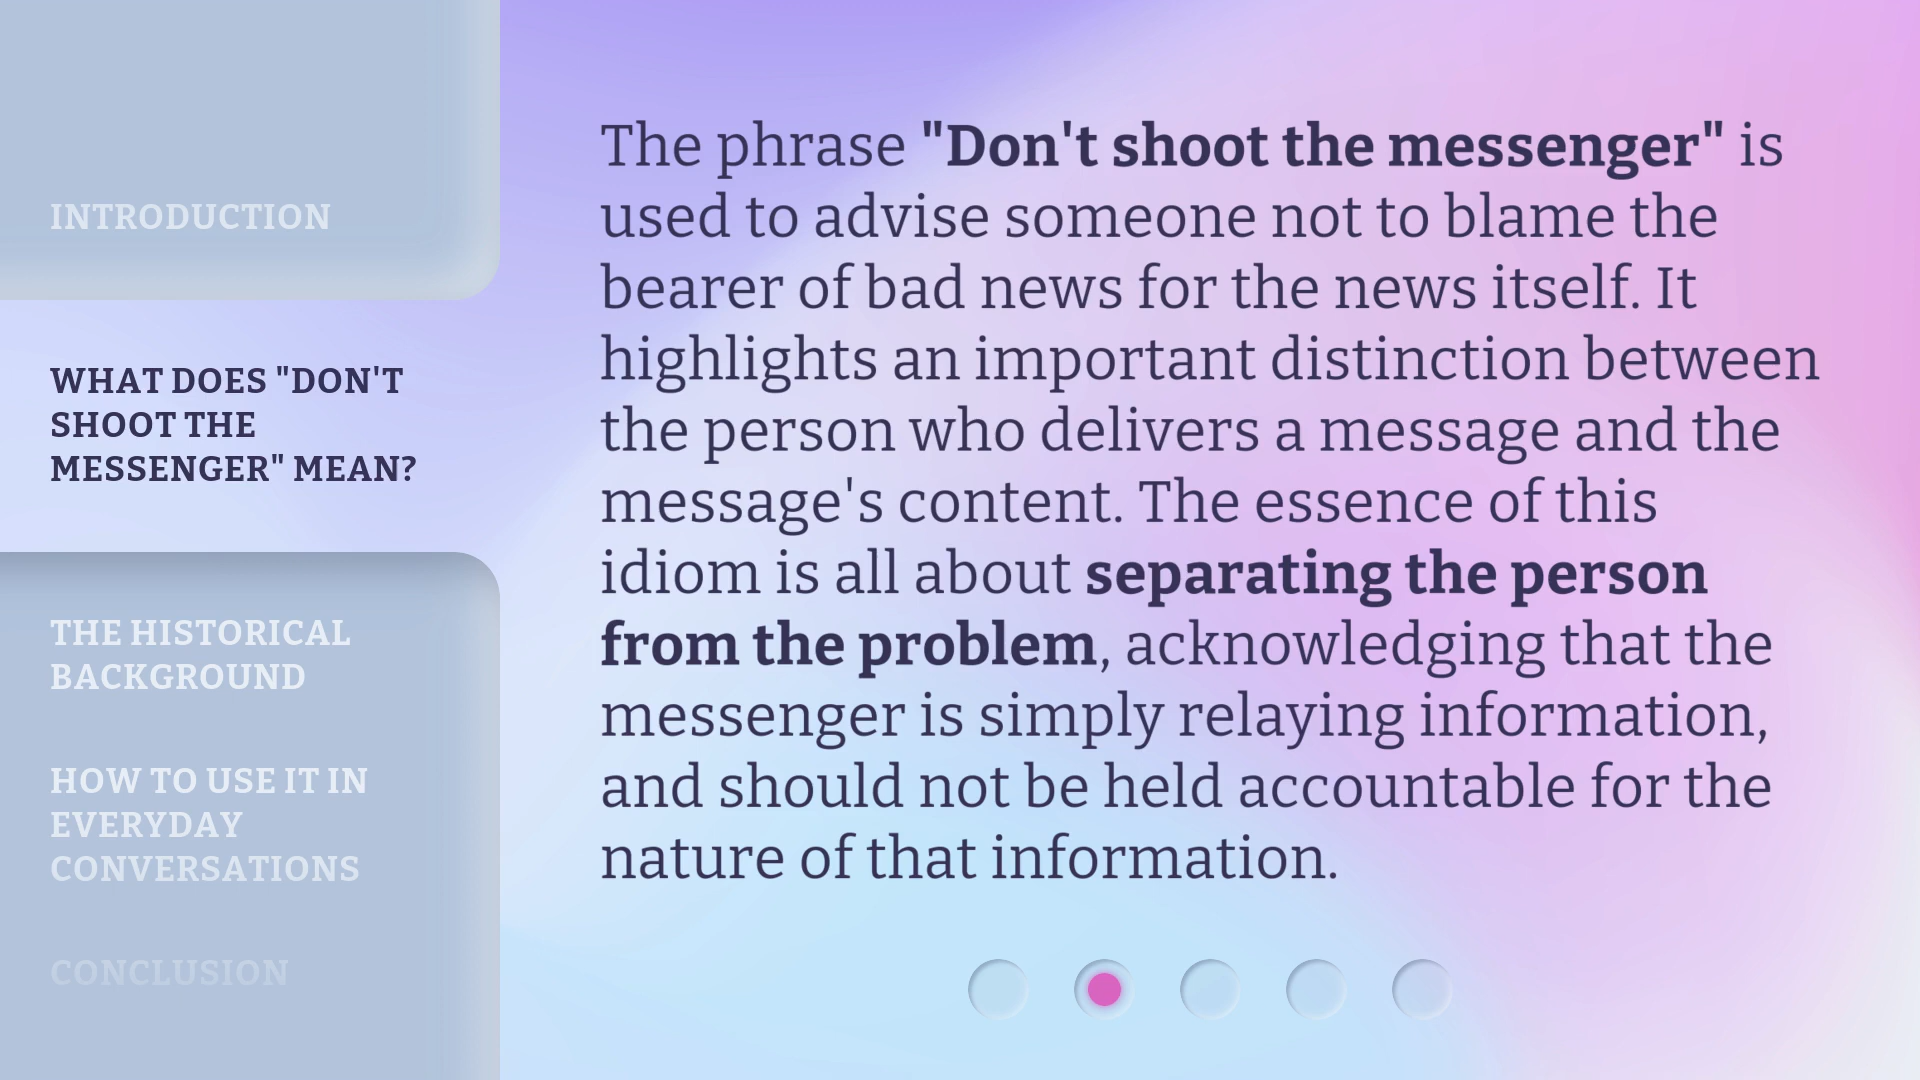 INTRODUCTION
WHAT DOES "DON'T
SHOOT THE
MESSENGER" MEAN?
THE HISTORICAL
BACKGROUND
HOW TO USE IT IN
EVERYDAY
CONVERSATIONS
CONCLUSION
The phrase "Don't shoot the messenger" is
used to advise someone not to blame the
bearer of bad news for the news itself. It
highlights an important distinction between
the person who delivers a message and the
message's content. The essence of this
idiom is all about separating the person
from the problem, acknowledging that the
messenger is simply relaying information,
and should not be held accountable for the
nature of that information.